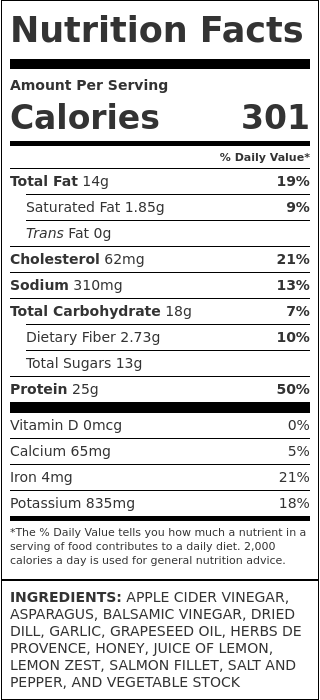 Nutrition Facts
Amount Per Serving
Calories 301
% Daily Value*
Total Fat 14g 19%
Saturated Fat 1.85g 9%
Trans Fat 0g
Cholesterol 62mg 21%
Sodium 310mg 13%
Total Carbohydrate 18g 7%
Dietary Fiber 2.73g 10%
Total Sugars 13g
Protein 25g 50%
Vitamin D 0mcg 0%
Calcium 65mg 5%
Iron 4mg 21%
Potassium 835mg 18%
*The % Daily Value tells you how much a nutrient in a
serving of food contributes to a daily diet. 2,000
calories a day is used for general nutrition advice.
INGREDIENTS: APPLE CIDER VINEGAR,
ASPARAGUS, BALSAMIC VINEGAR, DRIED
DILL, GARLIC, GRAPESEED OIL, HERBS DE
PROVENCE, HONEY, JUICE OF LEMON,
LEMON ZEST, SALMON FILLET, SALT AND
PEPPER, AND VEGETABLE STOCK